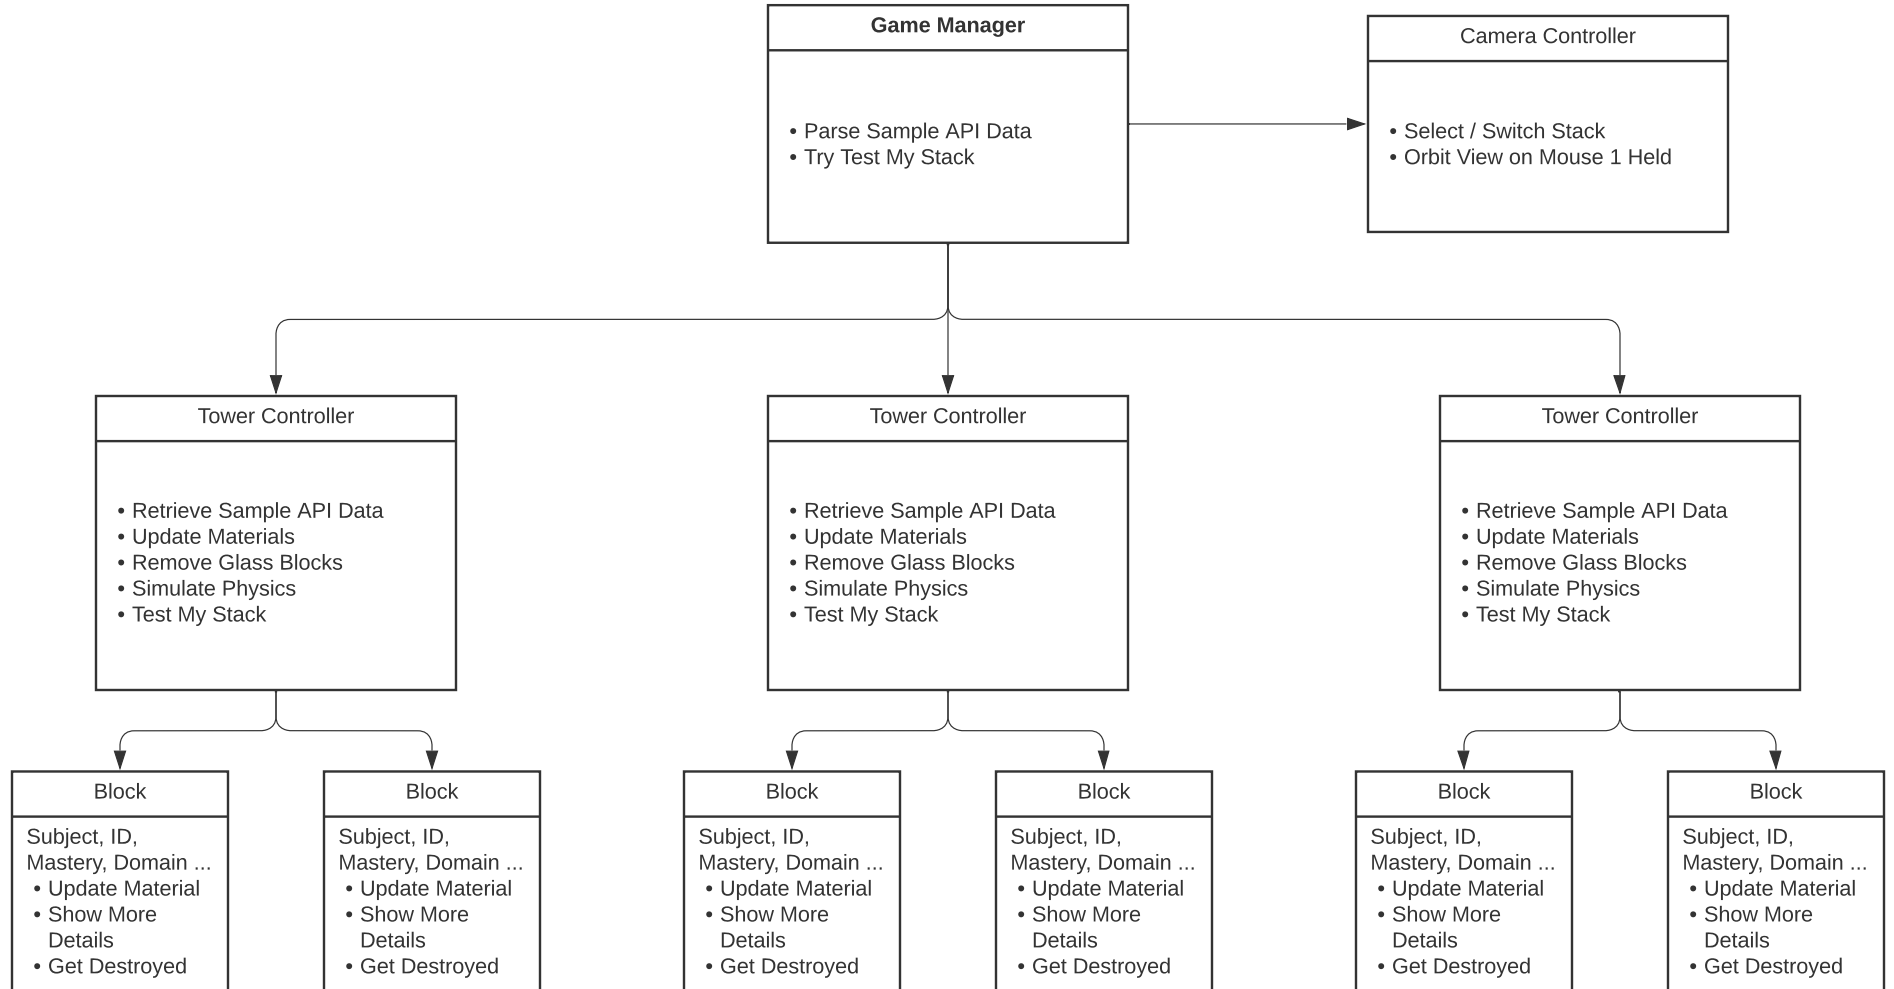 Game Manager
• Parse Sample API Data
• Try Test My Stack
Camera Controller
• Select / Switch Stack
• Orbit View on Mouse 1 Held
Tower Controller
• Retrieve Sample API Data
• Update Materials
• Remove Glass Blocks
• Simulate Physics
• Test My Stack
Tower Controller
• Retrieve Sample API Data
• Update Materials
• Remove Glass Blocks
• Simulate Physics
• Test My Stack
Tower Controller
• Retrieve Sample API Data
• Update Materials
• Remove Glass Blocks
• Simulate Physics
• Test My Stack
Block
Subject, ID,
Mastery, Domain ...
• Update Material
• Show More
Details
• Get Destroyed
Block
Subject, ID,
Mastery, Domain ...
• Update Material
• Show More
Details
• Get Destroyed
Block
Subject, ID,
Mastery, Domain ...
• Update Material
• Show More
Details
• Get Destroyed
Block
Subject, ID,
Mastery, Domain ...
• Update Material
• Show More
Details
• Get Destroyed
Block
Subject, ID,
Mastery, Domain ...
• Update Material
• Show More
Details
• Get Destroyed
Block
Subject, ID,
Mastery, Domain ...
• Update Material
• Show More
Details
• Get Destroyed